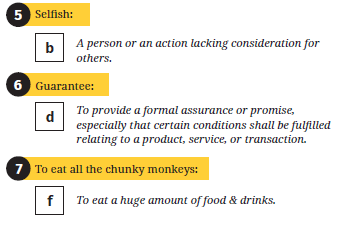 5 Selfish:
b A person or an action lacking consideration for
others.
6 Guarantee:
d To provide a formal assurance or promise,
especially that certain conditions shall be fulfilled
relating to a product, service, or transaction.
7 To eat all the chunky monkeys:
f To eat a huge amount of food & drinks.